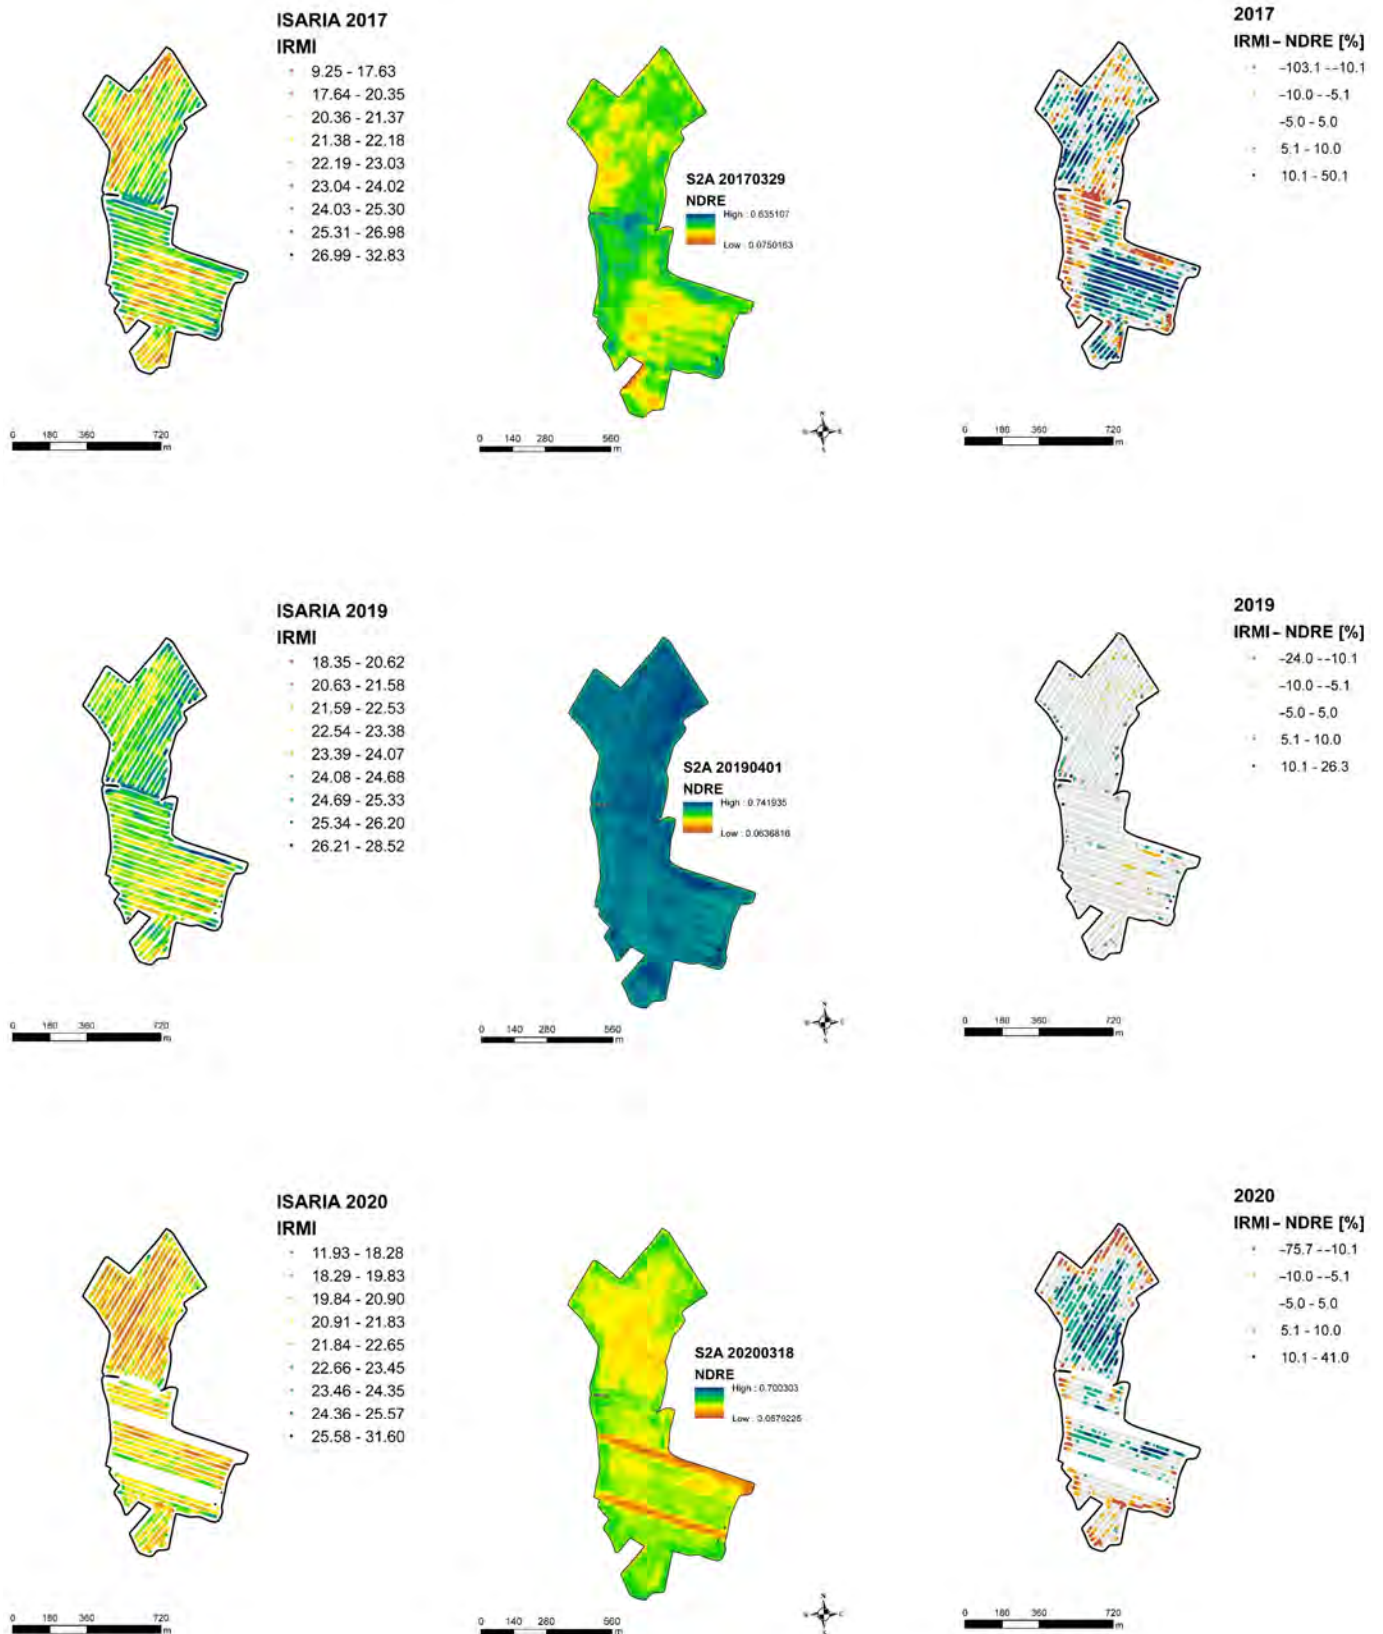 ISARIA 2017
IRMI
9.25 - 17.63
17.64 - 20.35
20.36 - 21.37
21.38 - 22.18
22.19 - 23.03
23.04 - 24.02
24.03 - 25.30
25.31 - 26.98
26.99 - 32.83
0 180 360 720
m
S2A 20170329
NDRE
High : 0.635107
Low : 0.0750163
0 140 280 560
m
N
2017
IRMI - NDRE [%]
-103.1 - -10.1
-10.0 - -5.1
-5.0 - 5.0
5.1 - 10.0
10.1 - 50.1
0 180 360 720
m
ISARIA 2019
IRMI
18.35 - 20.62
20.63 - 21.58
21.59 - 22.53
22.54 - 23.38
23.39 - 24.07
24.08 - 24.68
24.69 - 25.33
25.34 - 26.20
26.21 - 28.52
0 180 360 720
m
S2A 20190401
NDRE
High : 0.741935
Low : 0.0636816
0 140 280 560
m
N
2019
IRMI - NDRE [%]
-24.0 - -10.1
-10.0 - -5.1
-5.0 - 5.0
5.1 - 10.0
10.1 - 26.3
0 180 360 720
m
ISARIA 2020
IRMI
11.93 - 18.28
18.29 - 19.83
19.84 - 20.90
20.91 - 21.83
21.84 - 22.65
22.66 - 23.45
23.46 - 24.35
24.36 - 25.57
25.58 - 31.60
0 180 360 720
m
S2A 20200318
NDRE
High : 0.700303
Low : 0.0579226
0 140 280 560
m
N
2020
IRMI - NDRE [%]
-75.7 - -10.1
-10.0 - -5.1
-5.0 - 5.0
5.1 - 10.0
10.1 - 41.0
0 180 360 720
m